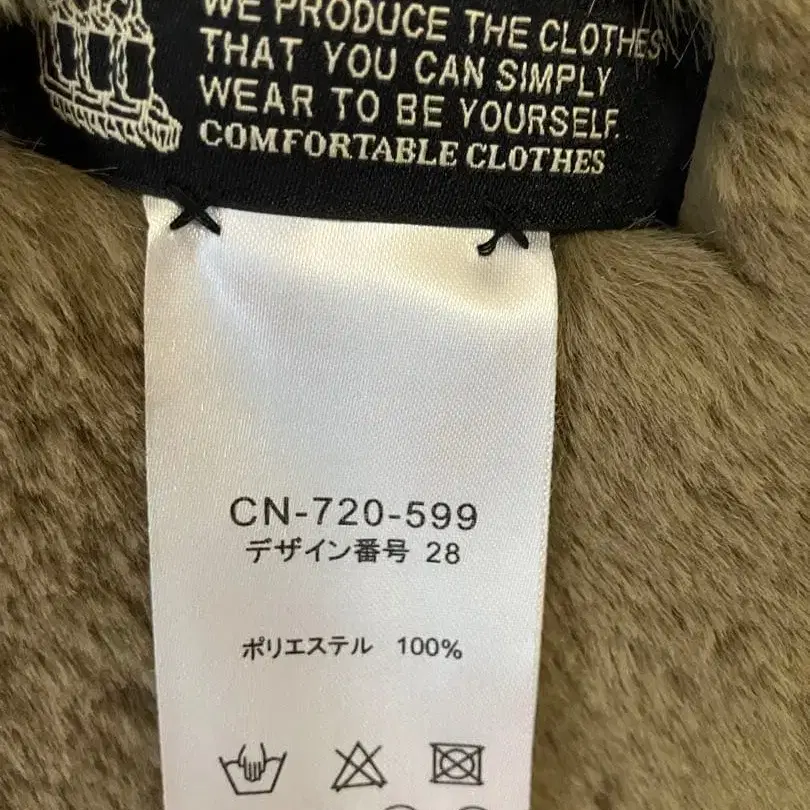 WE PRODUCE THE CLOTHES
THAT YOU CAN SIMPLY
WEAR TO BE YOURSELF.
COMFORTABLE CLOTHES
CN-720-599
デザイン番号 28
ポリエステル 100%